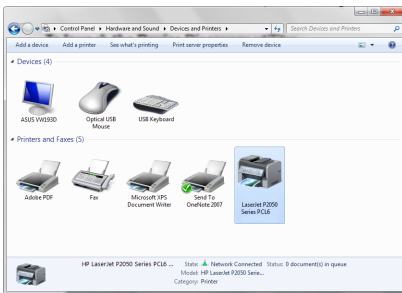 Control Panel ▸ Hardware and Sound ▸ Devices and Printers ▸
Search Devices and Printers
Add a device Add a printer See what's printing Print server properties Remove device
Devices (4)
ASUS VW193D
Optical USB
Mouse
USB Keyboard
Printers and Faxes (5)
Adobe PDF
Fax
Microsoft XPS
Document Writer
Send To
OneNote 2007
LaserJet P2050
Series PCL6
HP LaserJet P2050 Series PCL6 ...
State: Network Connected
Status: 0 document(s) in queue
Model: HP LaserJet P2050 Serie...
Category: Printer